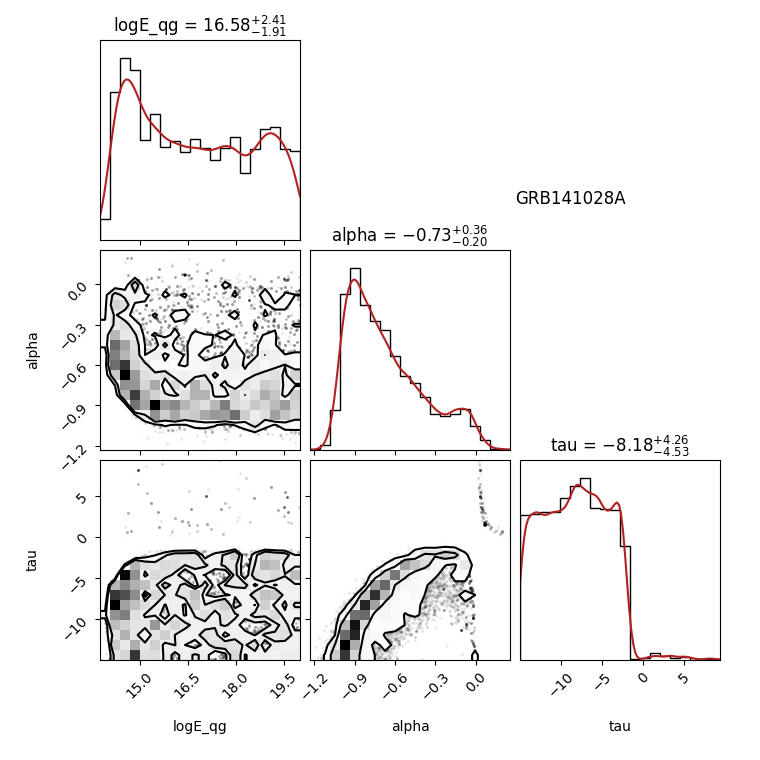 logE_qg = 16.58+2.41−1.91
GRB141028A
alpha = −0.73+0.36−0.20
0.0
−0.3
−0.6
−0.9
−1.2
alpha
tau = −8.18+4.26−4.53
5
0
−5
−10
tau
15.0 16.5 18.0 19.5
−1.2 −0.9 −0.6 −0.3 0.0
−10 −5 0 5
logE_qg alpha tau